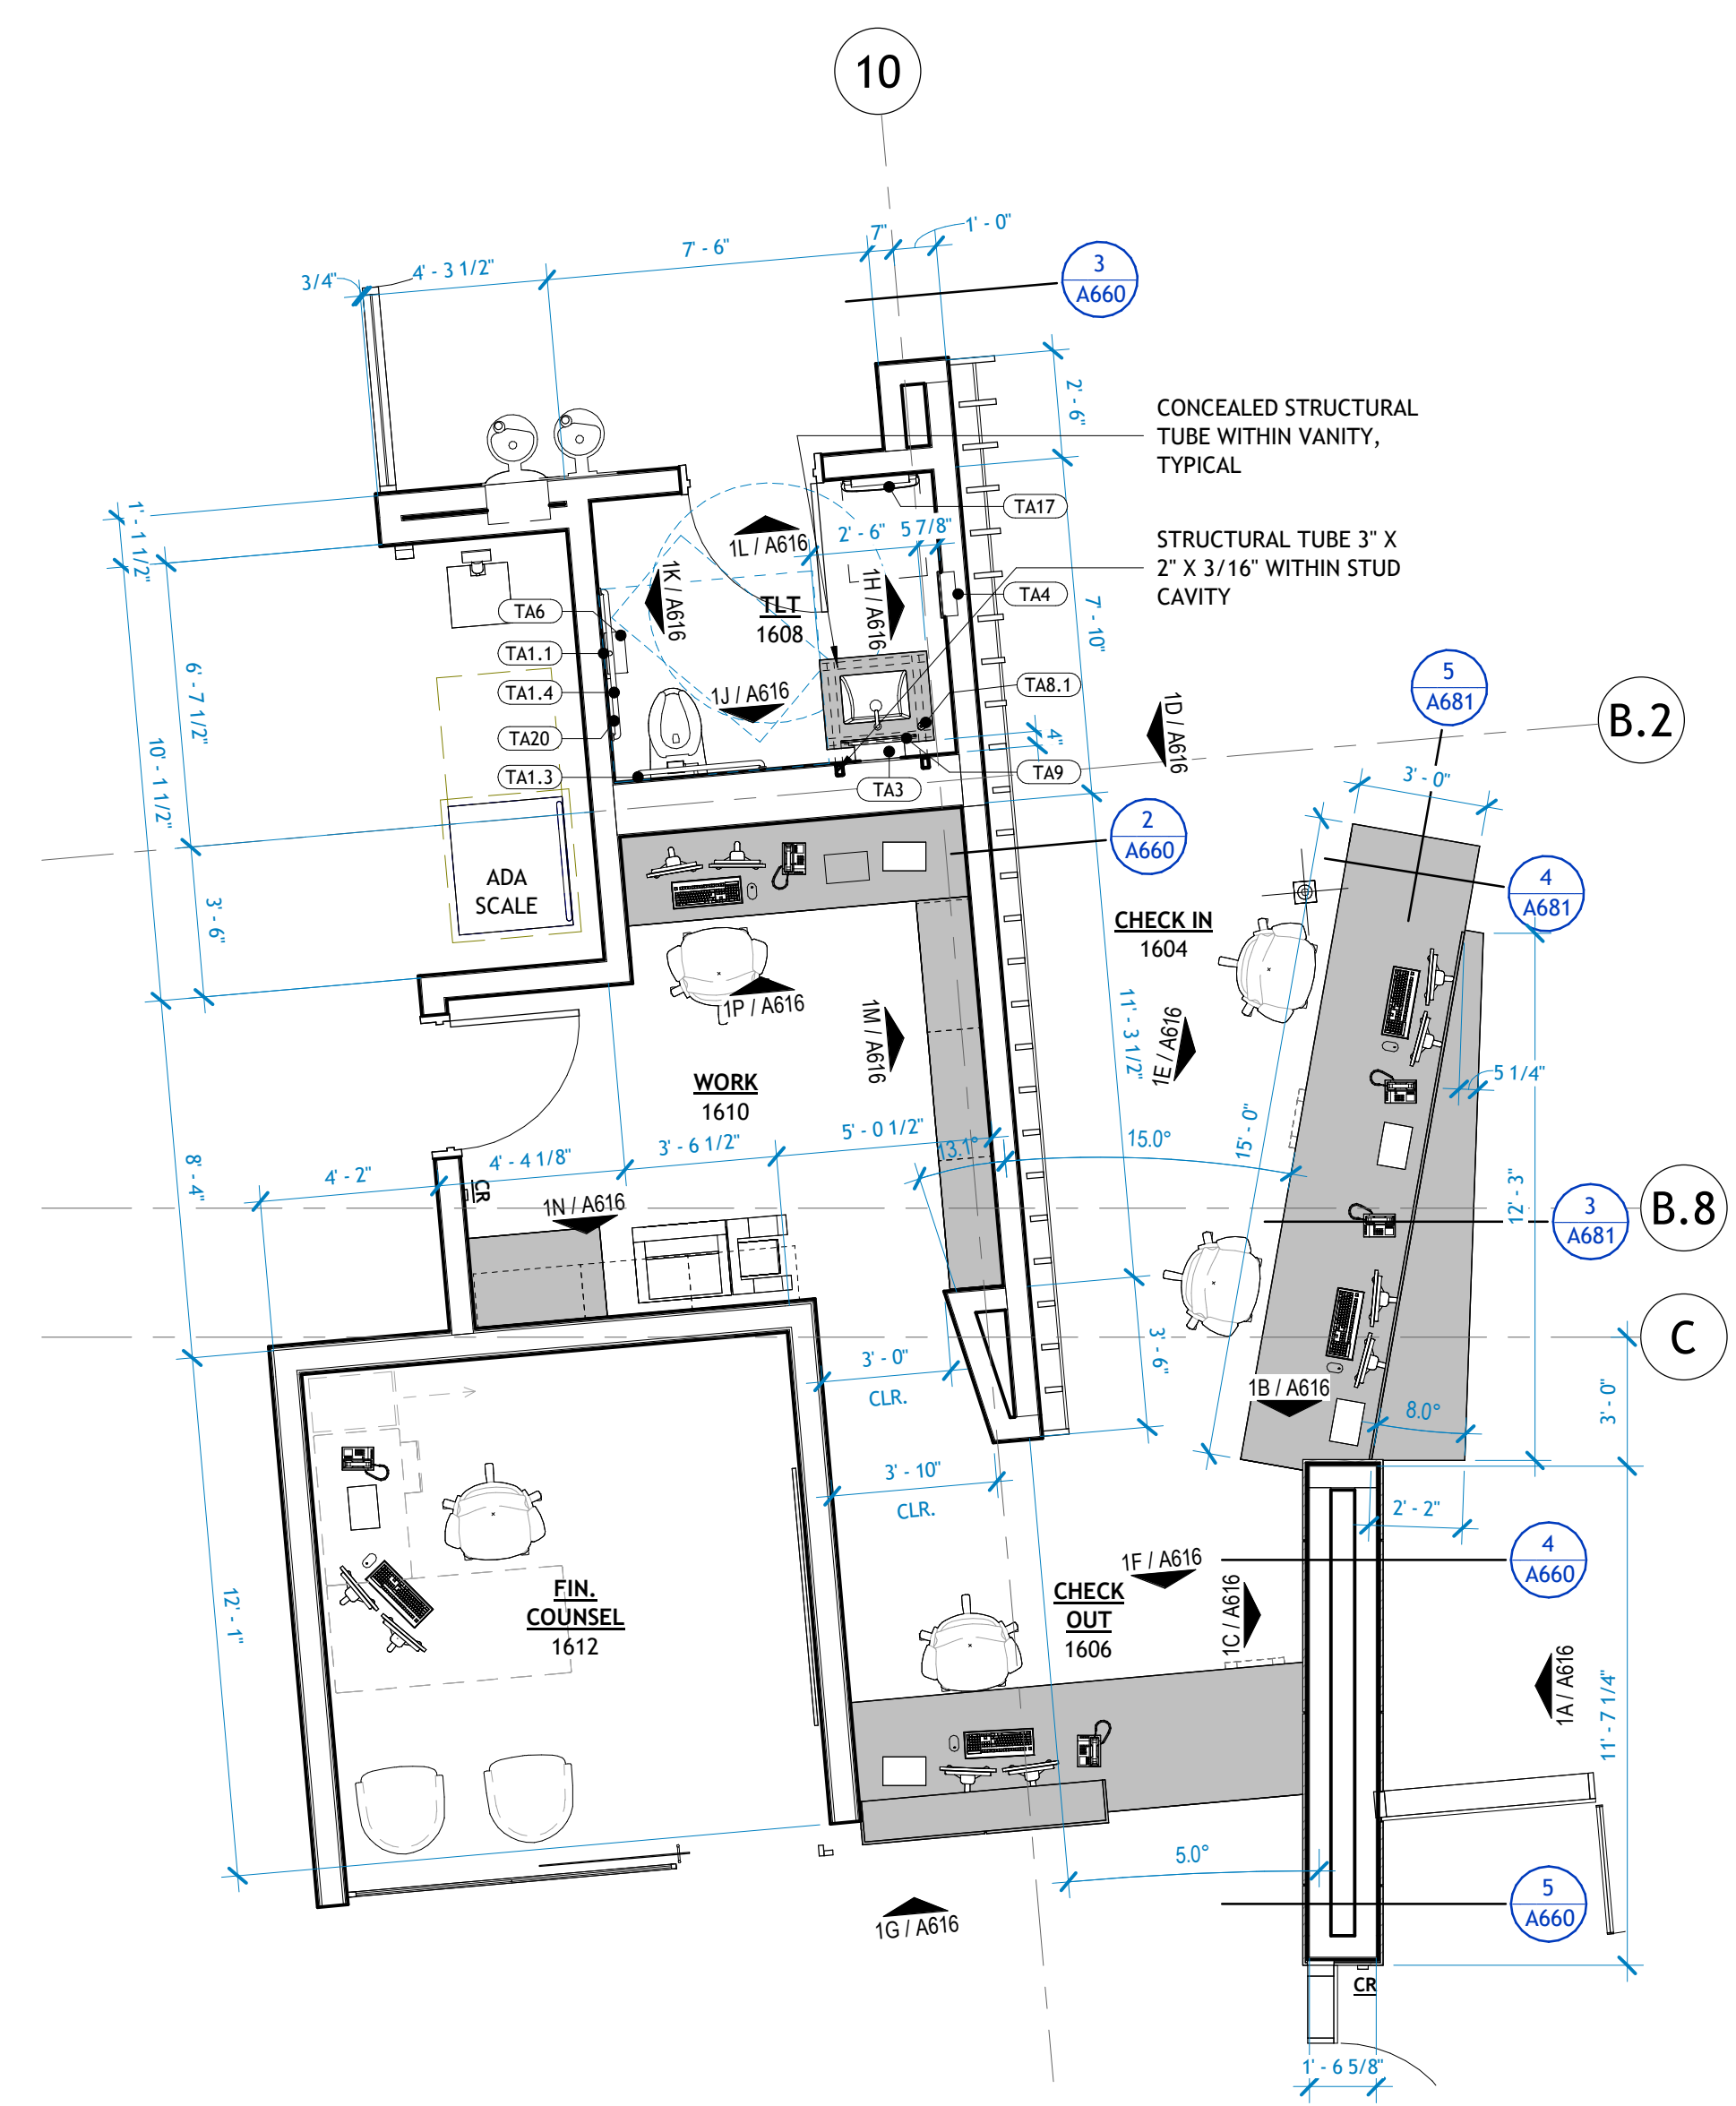 10
7"
1' - 0"
7' - 6"
4' - 3 1/2"
3/4"
3
A660
2' - 6"
CONCEALED STRUCTURAL
TUBE WITHIN VANITY,
TYPICAL
TA17
1' - 1 1/2"
1L / A616
2' - 6"
5 7/8"
STRUCTURAL TUBE 3" X
2" X 3/16" WITHIN STUD
CAVITY
1K / A616
1H / A616
TLT
1608
TA6
TA4
7' - 10"
TA1.1
TA1.4
TA20
TA1.3
1J / A616
TA8.1
4"
TA9
TA3
6' - 7 1/2"
10' - 1 1/2"
3' - 6"
1D / A616
5
A681
B.2
3' - 0"
2
A660
4
A681
ADA
SCALE
CHECK IN
1604
1P / A616
1M / A616
11' - 3 1/2"
1E / A616
5 1/4"
WORK
1610
15' - 0"
12' - 3"
8' - 4"
4' - 2"
4' - 4 1/8"
3' - 6 1/2"
5' - 0 1/2"
13.1°
15.0°
CR
1N / A616
3
A681
B.8
C
3' - 6"
3' - 0"
CLR.
1B / A616
8.0°
3' - 0"
3' - 10"
CLR.
2' - 2"
4
A660
1F / A616
CHECK
OUT
1606
1C / A616
FIN.
COUNSEL
1612
12' - 1"
1A / A616
11' - 7 1/4"
5.0°
1G / A616
5
A660
CR
1' - 6 5/8"